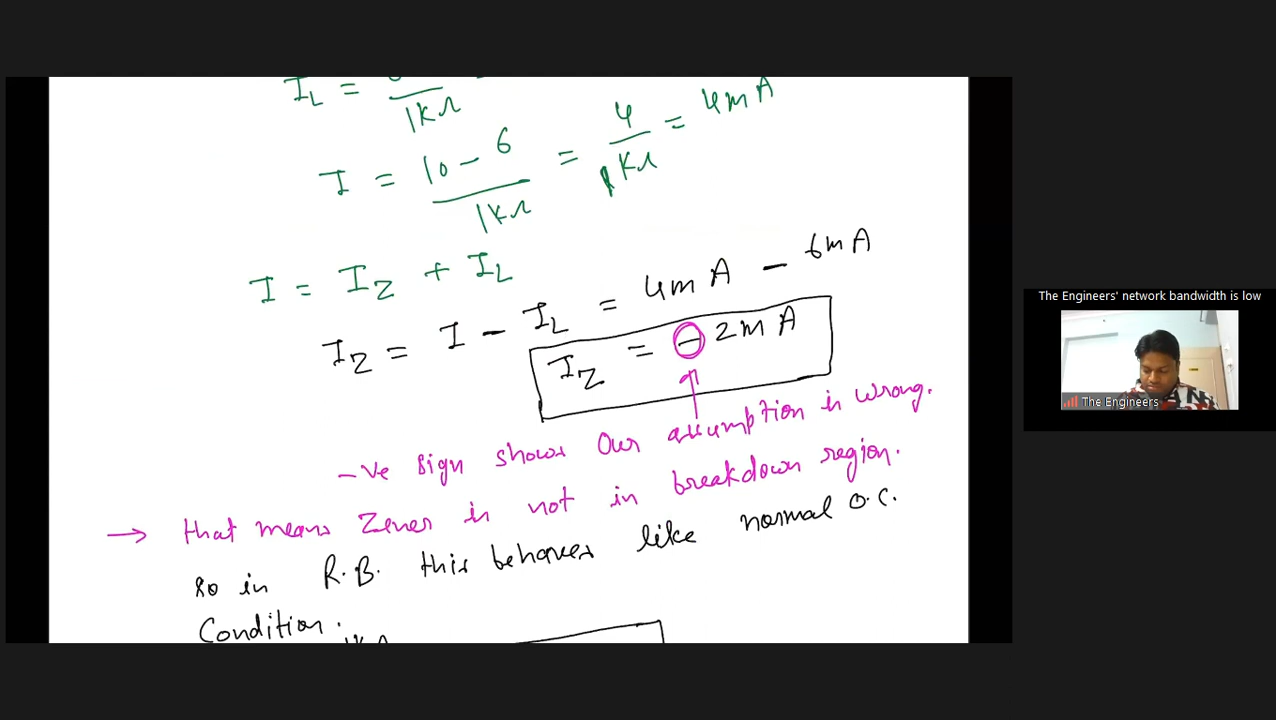 I_L = /1KΩ
I = 10 - 6 / 1KΩ = 4 / 1KΩ = 4mA
I = I_Z + I_L
I_Z = I - I_L = 4mA - 6mA
I_Z = - 2mA
-ve sign shows Our assumption is wrong.
→ that means Zener is not in breakdown region.
so in R.B. this behaves like normal O.C.
Condition.
The Engineers' network bandwidth is low
The Engineers